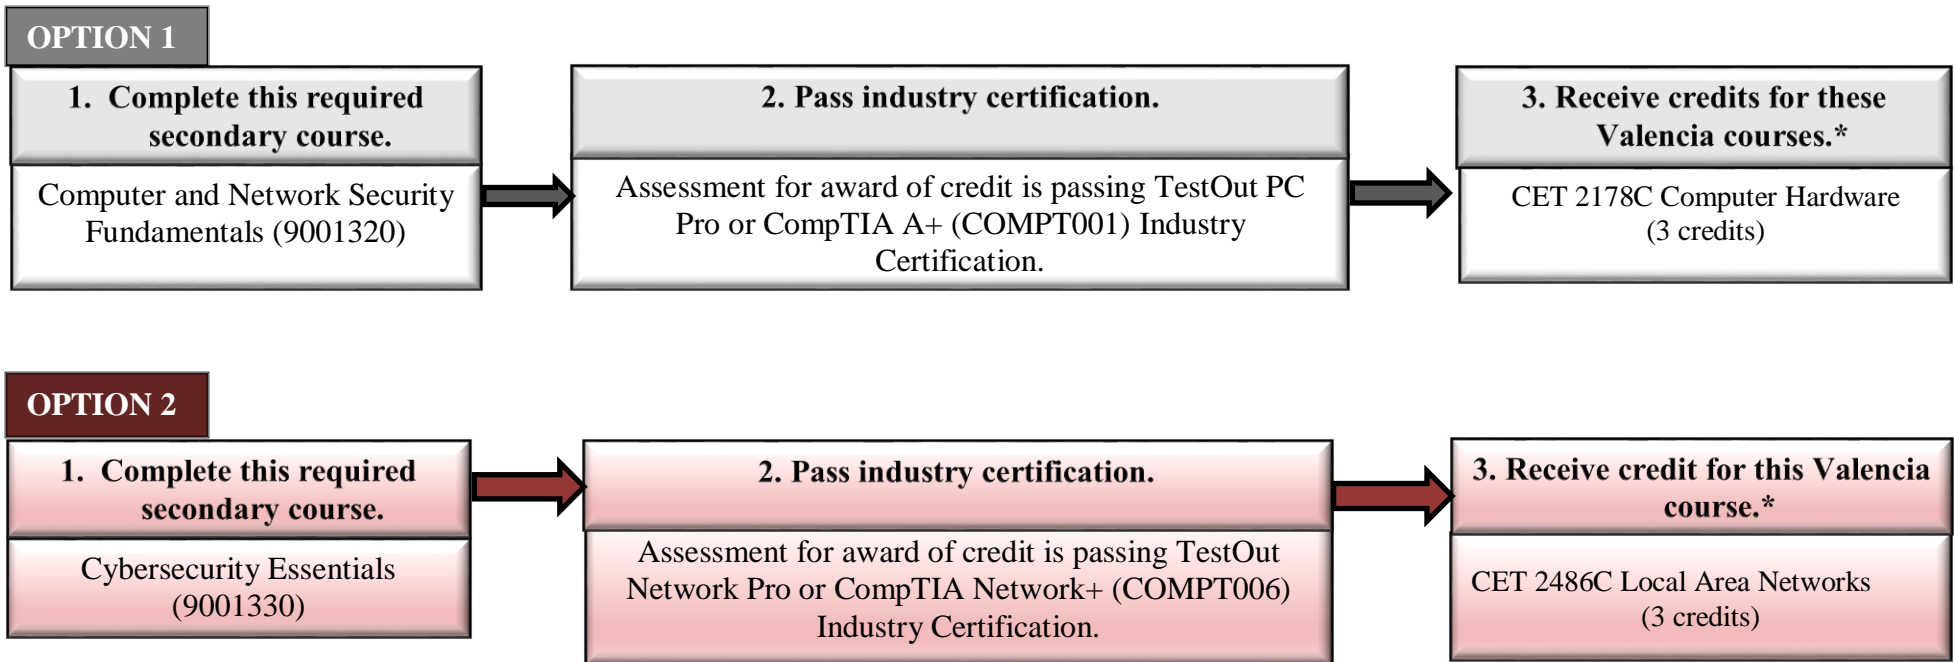 OPTION 1
1. Complete this required
secondary course.
Computer and Network Security
Fundamentals (9001320)
2. Pass industry certification.
Assessment for award of credit is passing TestOut PC
Pro or CompTIA A+ (COMPT001) Industry
Certification.
3. Receive credits for these
Valencia courses.*
CET 2178C Computer Hardware
(3 credits)
OPTION 2
1. Complete this required
secondary course.
Cybersecurity Essentials
(9001330)
2. Pass industry certification.
Assessment for award of credit is passing TestOut
Network Pro or CompTIA Network+ (COMPT006)
Industry Certification.
3. Receive credit for this Valencia
course.*
CET 2486C Local Area Networks
(3 credits)